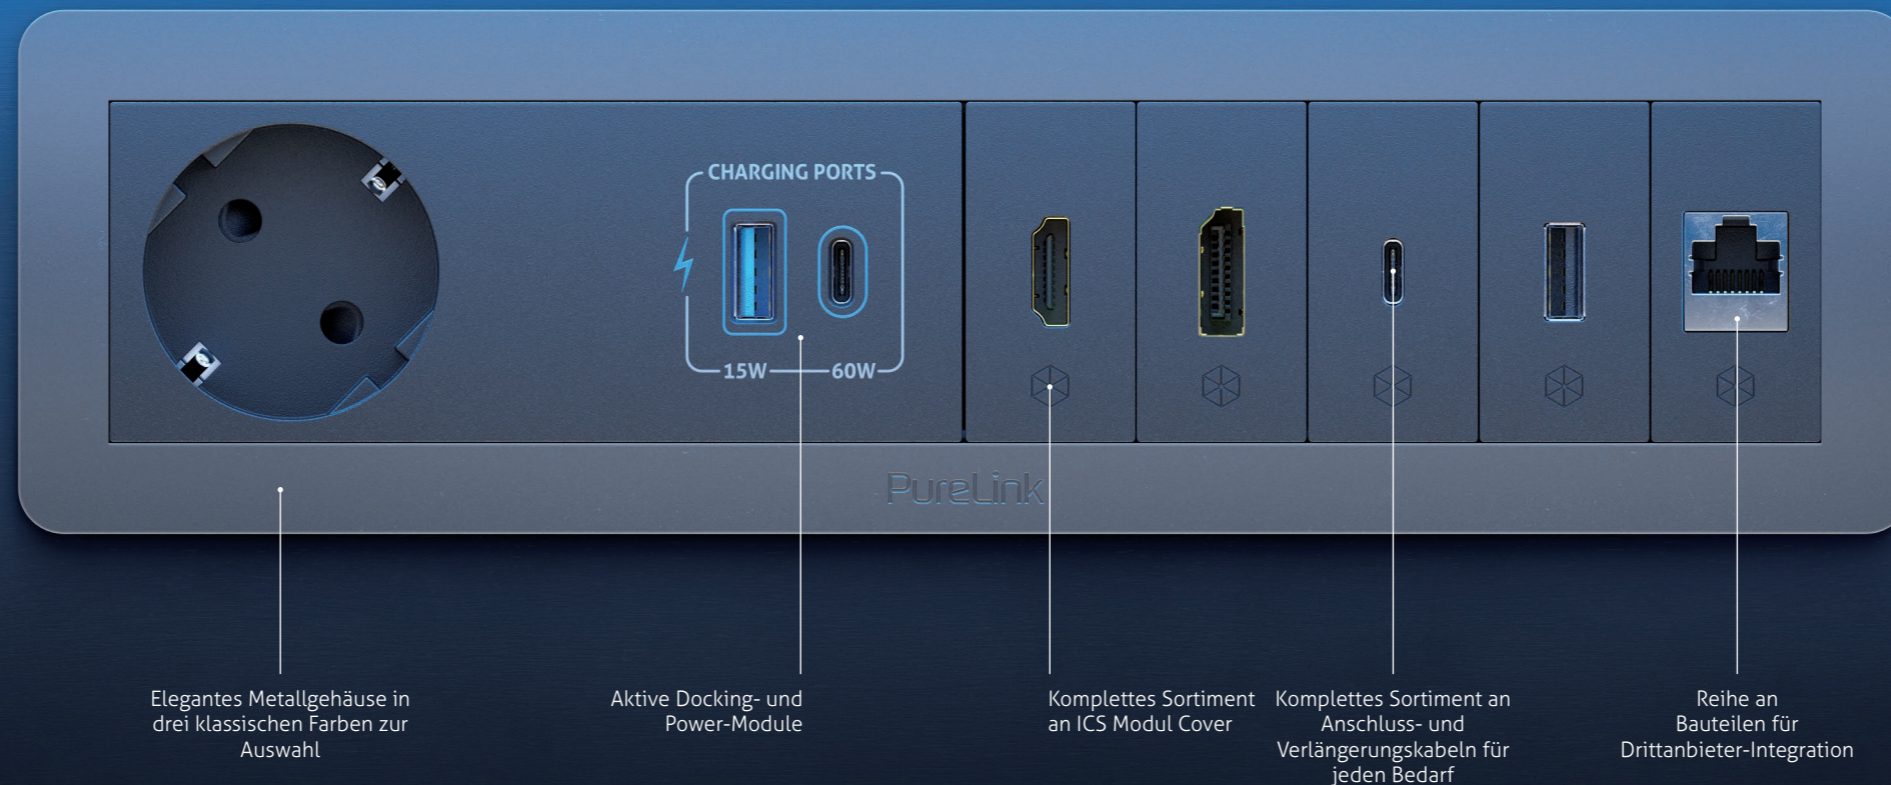 CHARGING PORTS
15W
60W
PureLink
Elegantes Metallgehäuse in
drei klassischen Farben zur
Auswahl
Aktive Docking- und
Power-Module
Komplettes Sortiment
an ICS Modul Cover
Komplettes Sortiment an
Anschluss- und
Verlängerungskabeln für
jeden Bedarf
Reihe an
Bauteilen für
Drittanbieter-Integration